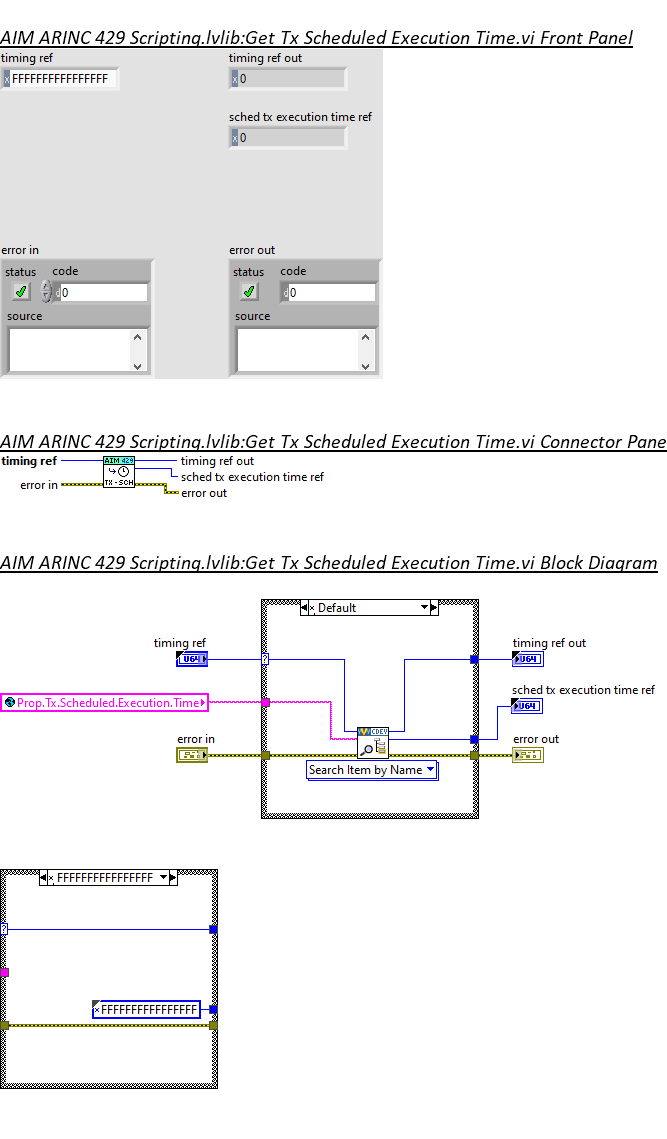 AIM ARINC 429 Scripting.lvlib:Get Tx Scheduled Execution Time.vi Front Panel
timing ref
timing ref out
x FFFFFFFFFFFFFFFF
x 0
sched tx execution time ref
x 0
error in
error out
status code
status code
d 0
d 0
source
source
AIM ARINC 429 Scripting.lvlib:Get Tx Scheduled Execution Time.vi Connector Pane
timing ref
AIM 429
timing ref out
sched tx execution time ref
error in
TX-SCH
error out
AIM ARINC 429 Scripting.lvlib:Get Tx Scheduled Execution Time.vi Block Diagram
x Default
timing ref
timing ref out
U64
?
U64
sched tx execution time ref
Prop.Tx.Scheduled.Execution.Time
U64
error in
CDEV
error out
Search Item by Name
x FFFFFFFFFFFFFFFF
?
x FFFFFFFFFFFFFFFF